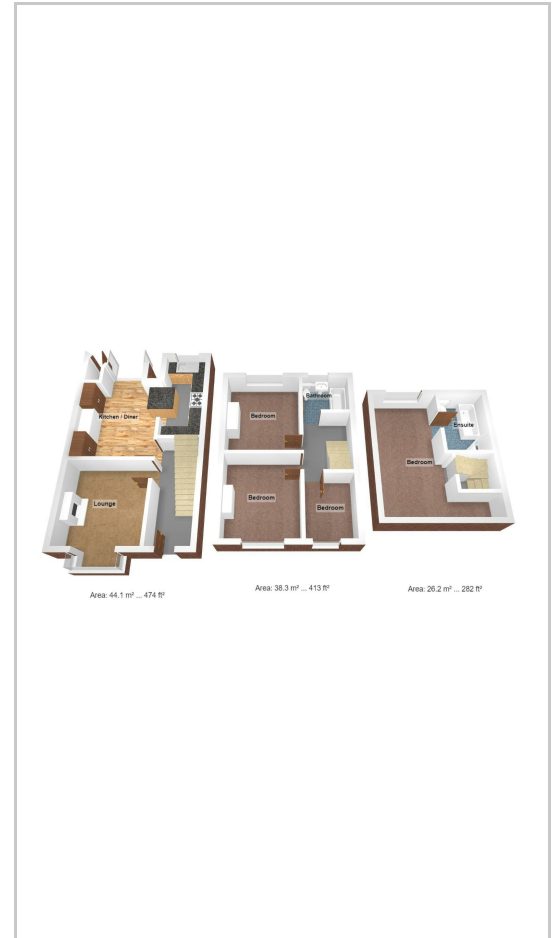 Kitchen / Diner
Lounge
Area: 44.1 m² ... 474 ft²
Bedroom
Bathroom
Bedroom
Bedroom
Area: 38.3 m² ... 413 ft²
Bedroom
Ensuite
Area: 26.2 m² ... 282 ft²